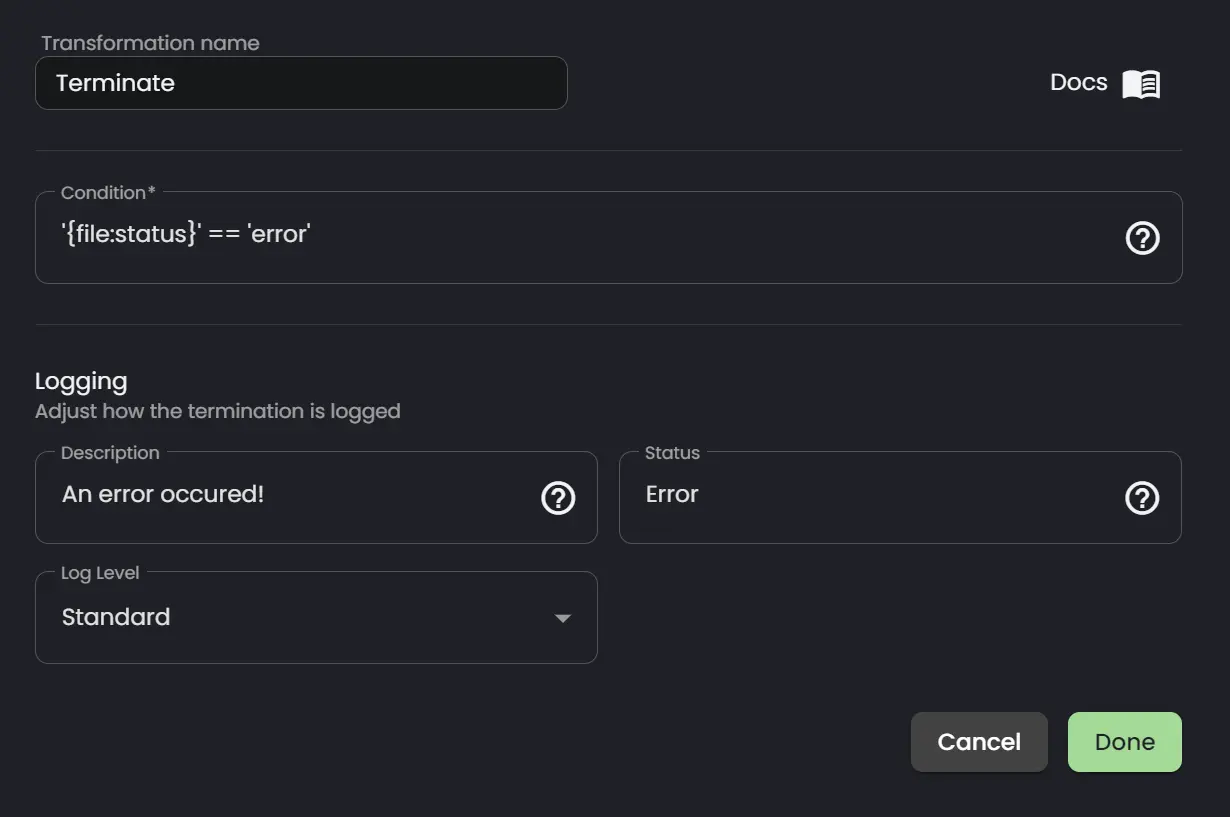 Transformation name
Terminate
Docs
Condition*
'{file:status}' == 'error'
Logging
Adjust how the termination is logged
Description
An error occured!
Status
Error
Log Level
Standard
Cancel
Done